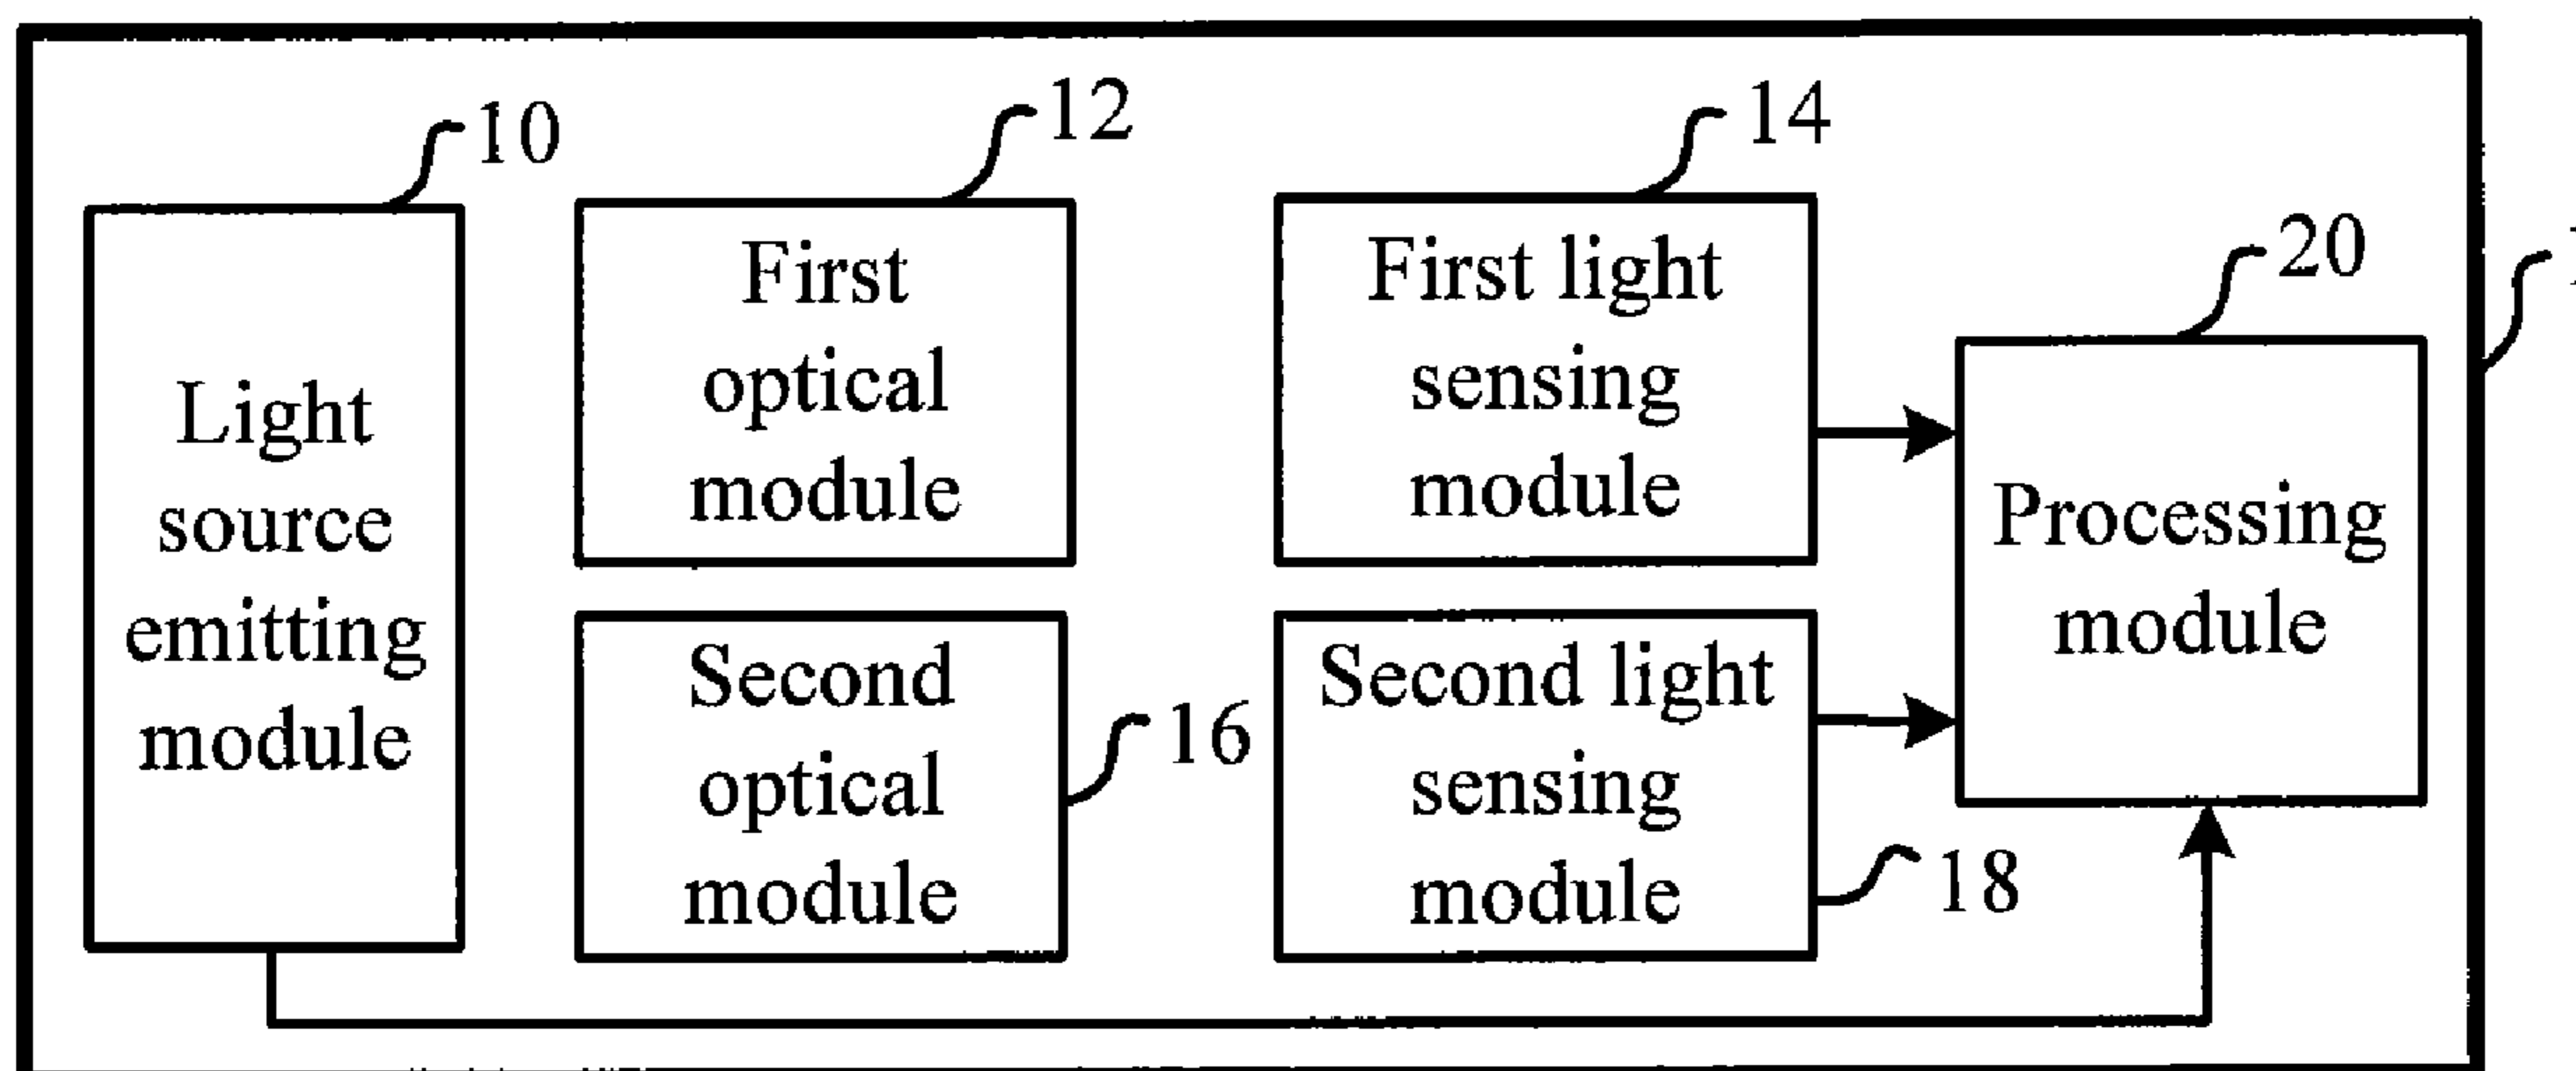 10
12
14
20
Light
source
emitting
module
First
optical
module
First light
sensing
module
Processing
module
Second
optical
module
16
Second light
sensing
module
18